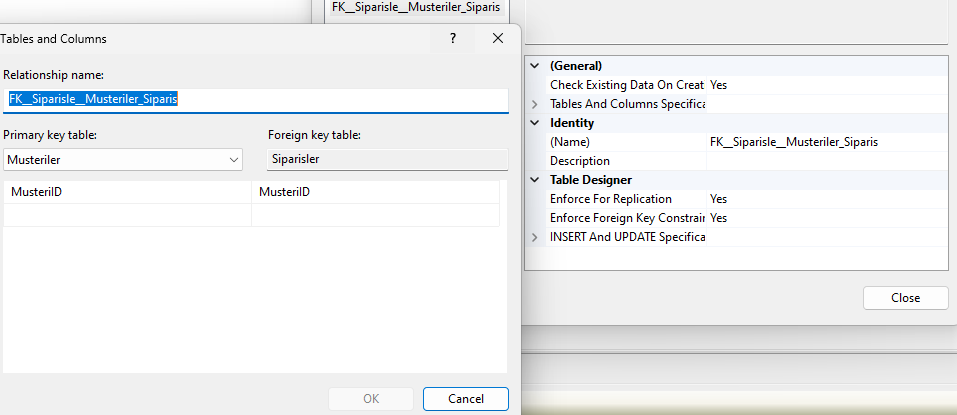 FK__Siparisle__Musteriler_Siparis
Tables and Columns
?
Relationship name:
FK__Siparisle__Musteriler_Siparis
Primary key table:
Foreign key table:
Musteriler
Siparisler
MusteriID
MusteriID
OK
Cancel
(General)
Check Existing Data On Creat Yes
Tables And Columns Specifica
Identity
(Name) FK__Siparisle__Musteriler_Siparis
Description
Table Designer
Enforce For Replication Yes
Enforce Foreign Key Constrair Yes
INSERT And UPDATE Specifica
Close